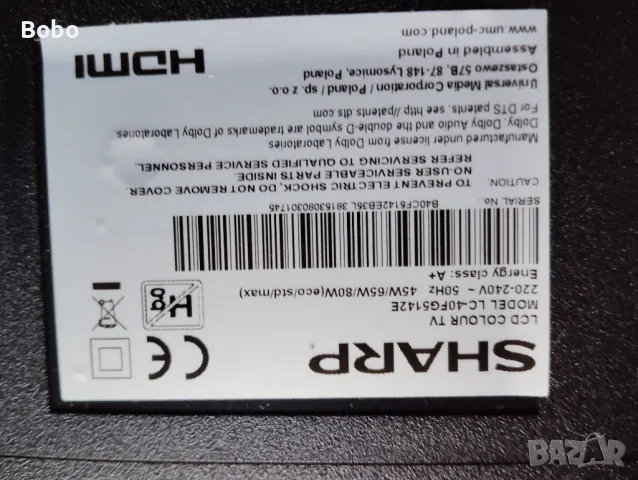 Bobo
SHARP
LCD COLOUR TV
MODEL LC-40FG5142E
220-240V ~ 50Hz 45W/65W/80W(eco/std/max)
Energy class: A+
Hg
CE
SERIAL No.: B40CF5142EB35L 38153080301745
CAUTION: TO PREVENT ELECTRIC SHOCK, DO NOT REMOVE COVER.
NO-USER SERVICEABLE PARTS INSIDE.
REFER SERVICING TO QUALIFIED SERVICE PERSONNEL.
Manufactured under license from Dolby Laboratories.
Dolby, Dolby Audio and the double-D symbol are trademarks of Dolby Laboratories
For DTS patents, see http://patents.dts.com
Universal Media Corporation / Poland / sp. z o.o.
Ostaszewo 57B, 87-148 Lysomice, Poland
Assembled in Poland
www.umc-poland.com
HDMI
BAZAR